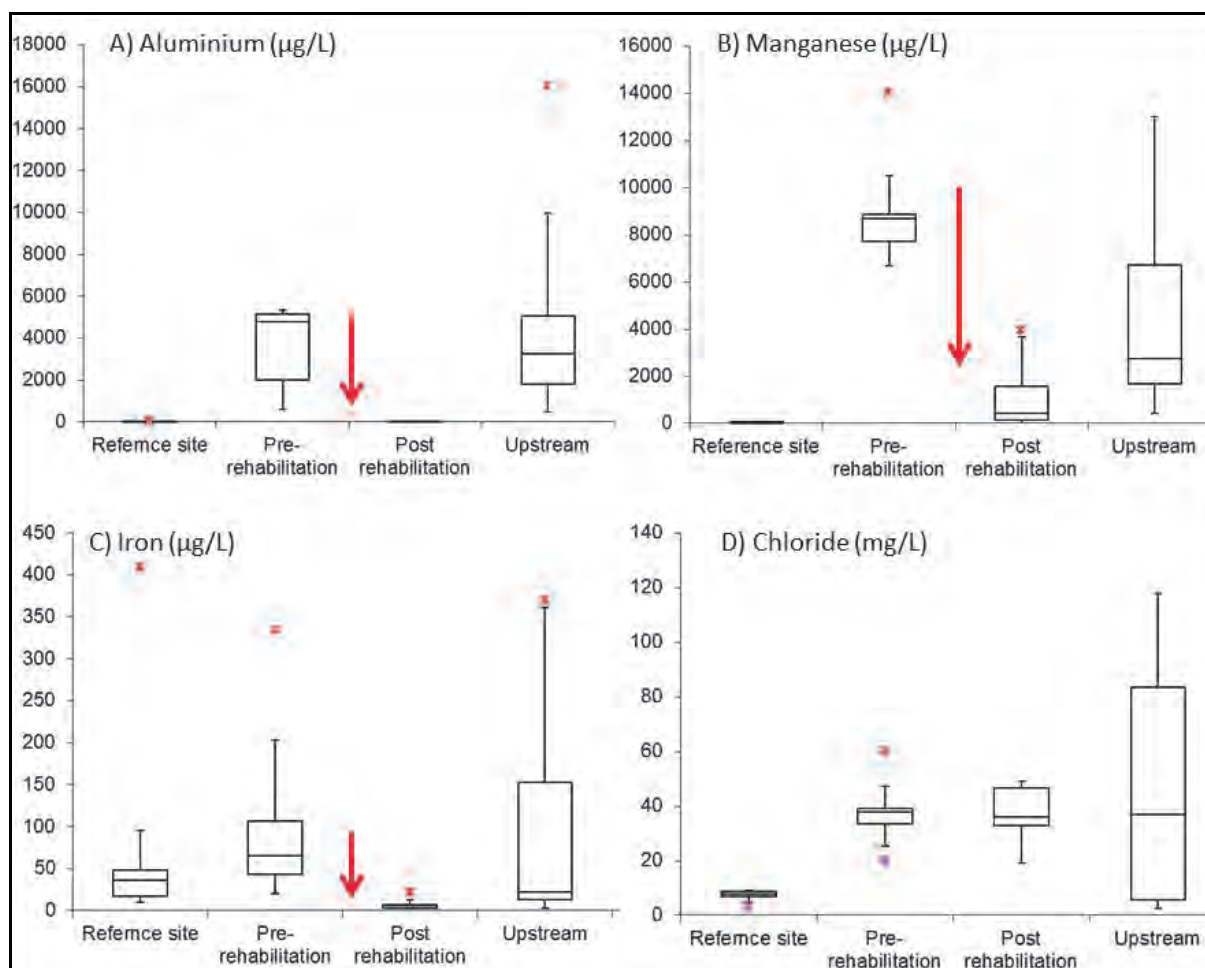 A) Aluminium (µg/L)
18000
16000
14000
12000
10000
8000
6000
4000
2000
0
Refernce site
Pre-
rehabilitation
Post
rehabilitation
Upstream
B) Manganese (µg/L)
16000
14000
12000
10000
8000
6000
4000
2000
0
Reference site
Pre-
rehabilitation
Post
rehabilitation
Upstream
C) Iron (µg/L)
450
400
350
300
250
200
150
100
50
0
Refernce site
Pre-
rehabilitation
Post
rehabilitation
Upstream
D) Chloride (mg/L)
140
120
100
80
60
40
20
0
Refernce site
Pre-
rehabilitation
Post
rehabilitation
Upstream